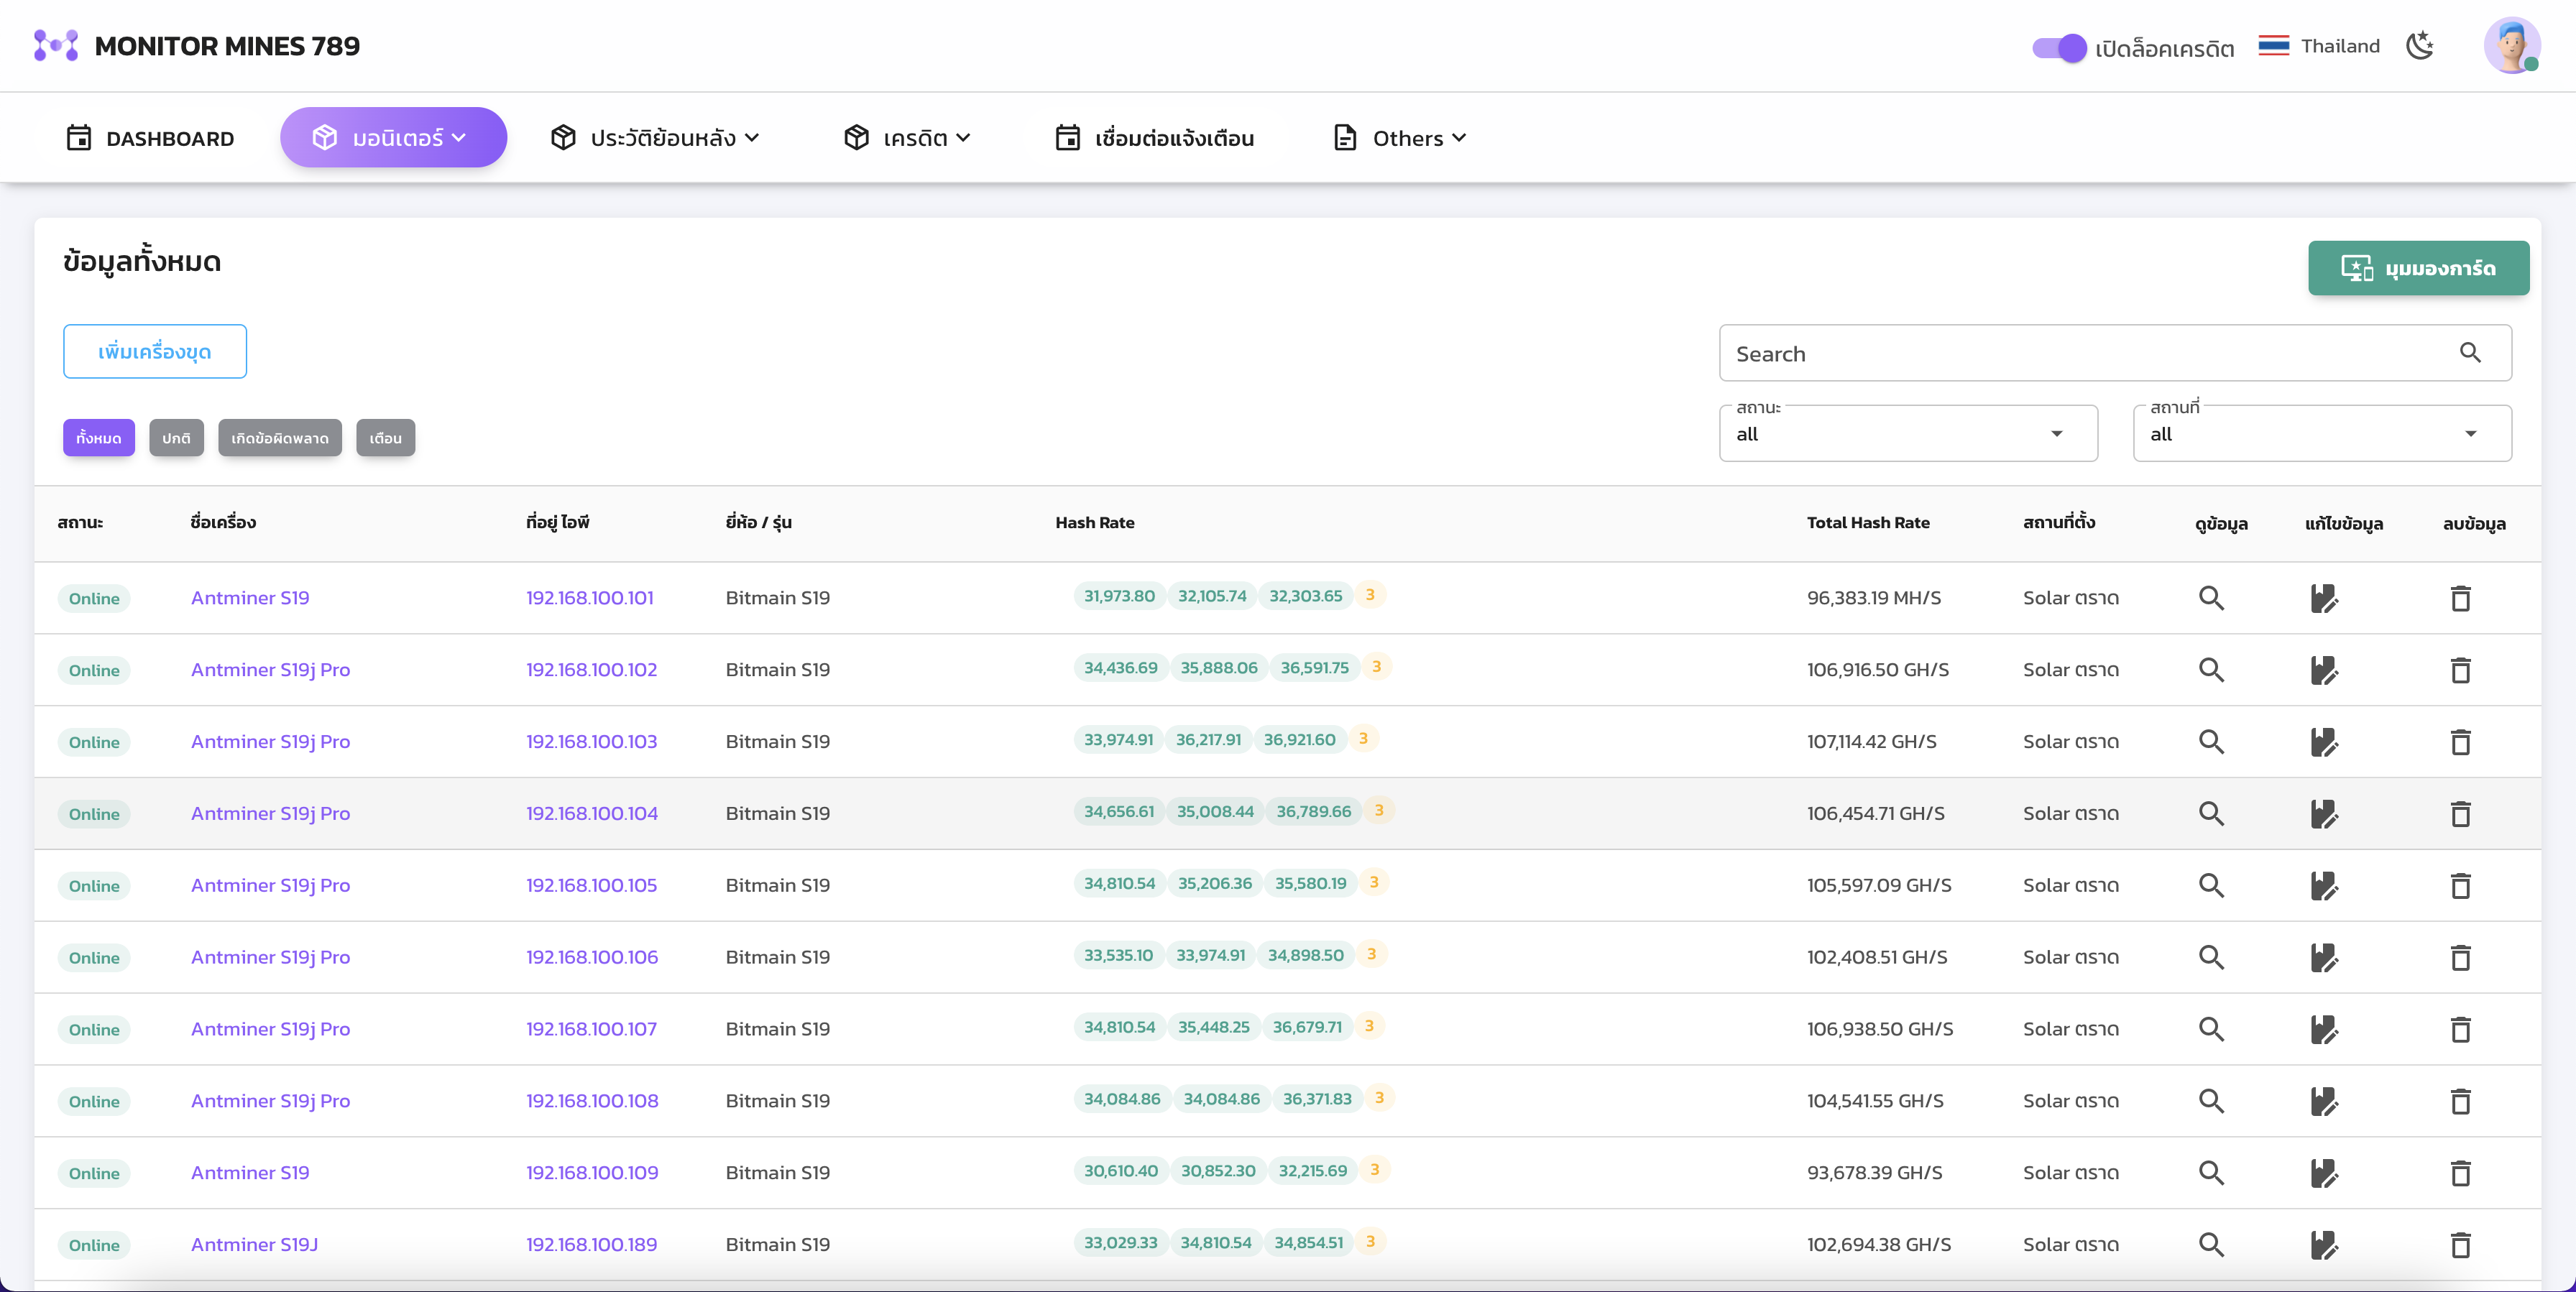 MONITOR MINES 789
เปิดล็อคเครดิต Thailand
DASHBOARD มอนิเตอร์ ประวัติย้อนหลัง เครดิต เชื่อมต่อแจ้งเตือน Others
ข้อมูลทั้งหมด
มุมมองการ์ด
เพิ่มเครื่องขุด
Search
ทั้งหมด ปกติ เกิดข้อผิดพลาด เตือน
สถานะ สถานที่
all all
สถานะ ชื่อเครื่อง ที่อยู่ ไอพี ยี่ห้อ / รุ่น Hash Rate Total Hash Rate สถานที่ตั้ง ดูข้อมูล แก้ไขข้อมูล ลบข้อมูล
Online Antminer S19 192.168.100.101 Bitmain S19 31,973.80 32,105.74 32,303.65 3 96,383.19 MH/S Solar ตราด
Online Antminer S19j Pro 192.168.100.102 Bitmain S19 34,436.69 35,888.06 36,591.75 3 106,916.50 GH/S Solar ตราด
Online Antminer S19j Pro 192.168.100.103 Bitmain S19 33,974.91 36,217.91 36,921.60 3 107,114.42 GH/S Solar ตราด
Online Antminer S19j Pro 192.168.100.104 Bitmain S19 34,656.61 35,008.44 36,789.66 3 106,454.71 GH/S Solar ตราด
Online Antminer S19j Pro 192.168.100.105 Bitmain S19 34,810.54 35,206.36 35,580.19 3 105,597.09 GH/S Solar ตราด
Online Antminer S19j Pro 192.168.100.106 Bitmain S19 33,535.10 33,974.91 34,898.50 3 102,408.51 GH/S Solar ตราด
Online Antminer S19j Pro 192.168.100.107 Bitmain S19 34,810.54 35,448.25 36,679.71 3 106,938.50 GH/S Solar ตราด
Online Antminer S19j Pro 192.168.100.108 Bitmain S19 34,084.86 34,084.86 36,371.83 3 104,541.55 GH/S Solar ตราด
Online Antminer S19 192.168.100.109 Bitmain S19 30,610.40 30,852.30 32,215.69 3 93,678.39 GH/S Solar ตราด
Online Antminer S19J 192.168.100.189 Bitmain S19 33,029.33 34,810.54 34,854.51 3 102,694.38 GH/S Solar ตราด